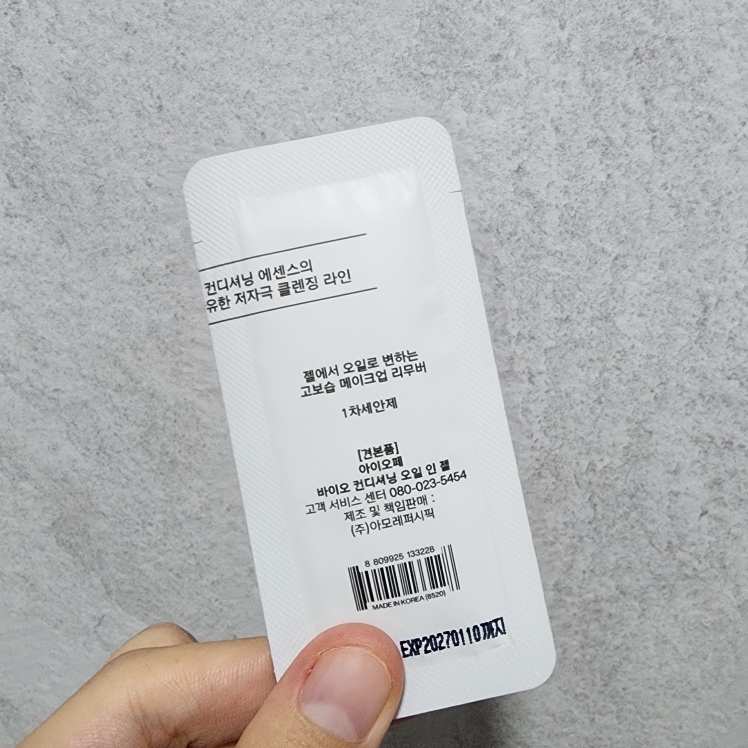 컨디셔닝 에센스의
유한 저자극 클렌징 라인
젤에서 오일로 변하는
고보습 메이크업 리무버
1차세안제
[견본품]
아이오페
바이오 컨디셔닝 오일 인 젤
고객 서비스 센터 080-023-5454
제조 및 책임판매 :
(주)아모레퍼시픽
8 809925 133228
MADE IN KOREA (8520)
EXP20270110까지